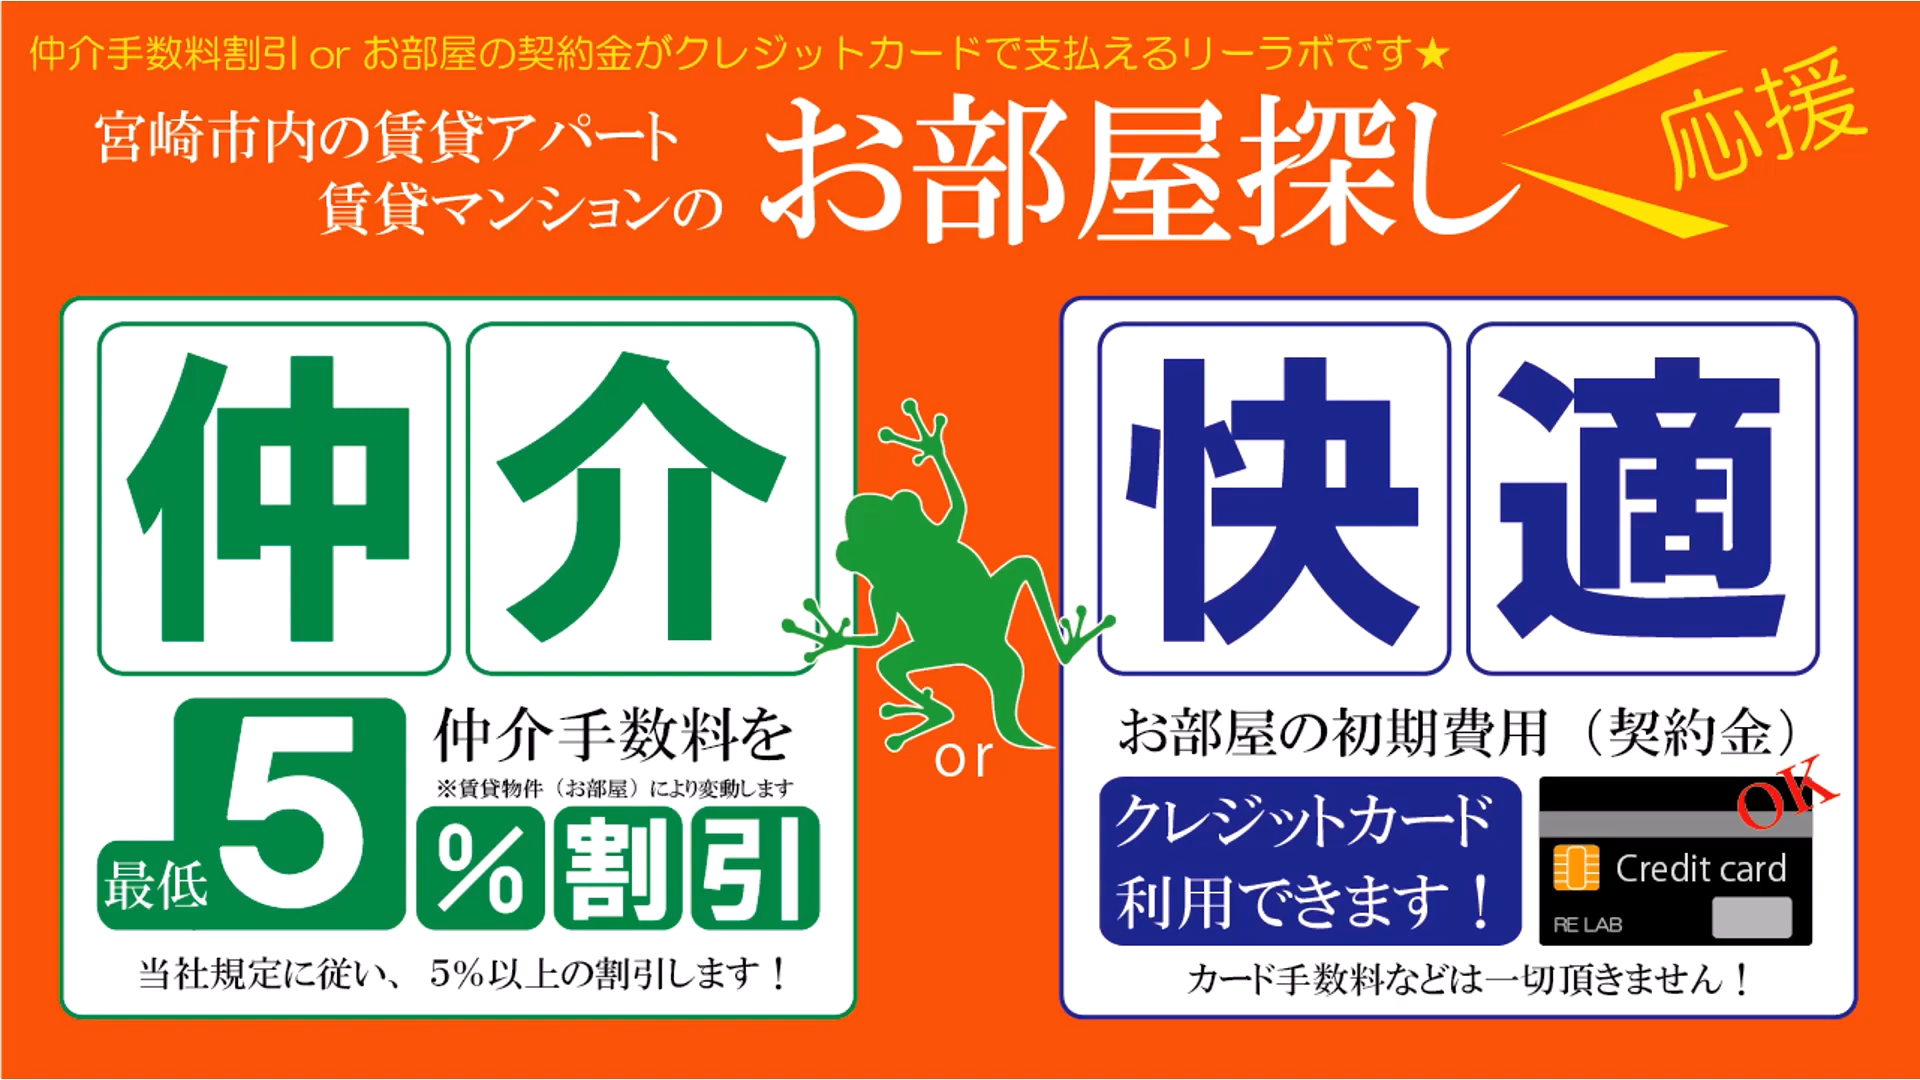 仲介手数料割引 or お部屋の契約金がクレジットカードで支払えるリーラボです★
宮崎市内の賃貸アパート
賃貸マンションの
お部屋探し
応援
仲介
最低5%割引
仲介手数料を
※賃貸物件（お部屋）により変動します
当社規定に従い、5%以上の割引します！
or
快適
お部屋の初期費用（契約金）
クレジットカード
利用できます！
OK
Credit card
RE LAB
カード手数料などは一切頂きません！